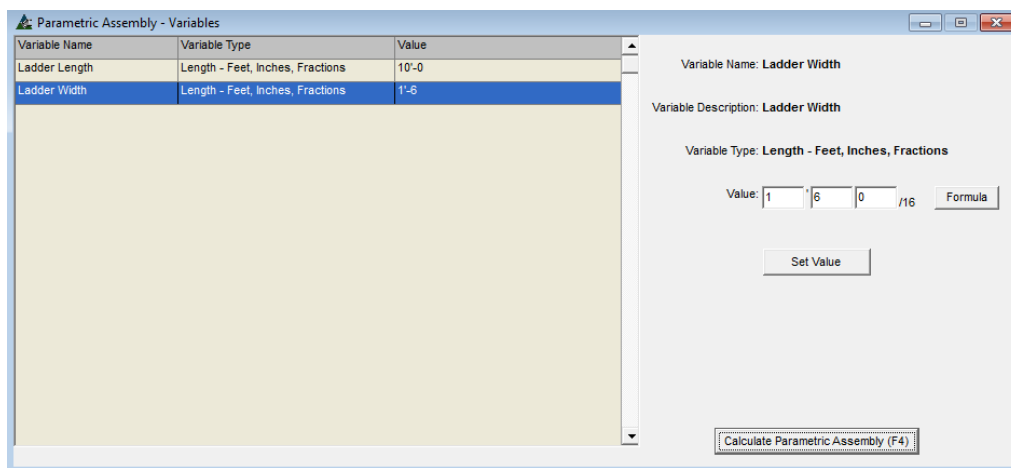 Parametric Assembly - Variables
Variable Name Variable Type Value
Ladder Length Length - Feet, Inches, Fractions 10'-0
Ladder Width Length - Feet, Inches, Fractions 1'-6
Variable Name: Ladder Width
Variable Description: Ladder Width
Variable Type: Length - Feet, Inches, Fractions
Value: 1 ' 6 0 /16 Formula
Set Value
Calculate Parametric Assembly (F4)